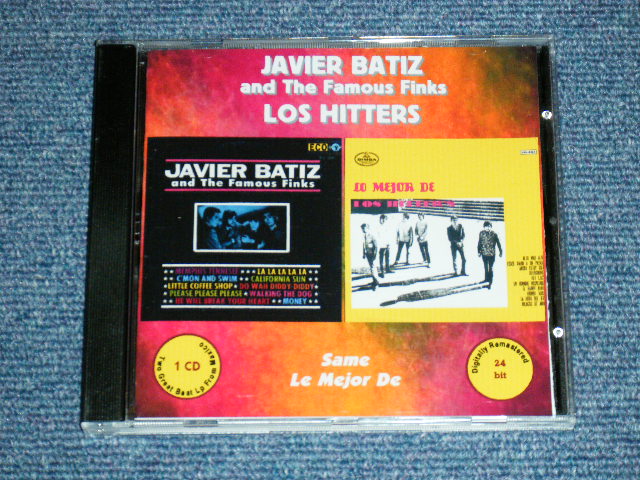 JAVIER BATIZ
and The Famous Finks
LOS HITTERS
ECO
JAVIER BATIZ
and The Famous Finks
MEMPHIS TENNESEE LA LA LA LA LA
C'MON AND SWIM CALIFORNIA SUN
LITTLE COFFEE SHOP DO WAH DIDDY DIDDY
PLEASE PLEASE PLEASE WALKING THE DOG
HE WILL BREAK YOUR HEART MONEY
LO MEJOR DE
LOS HITTERS
1 CD
Two Great Beat Lp From Mexico
Same
Le Mejor De
Digitally Remastered
24
bit